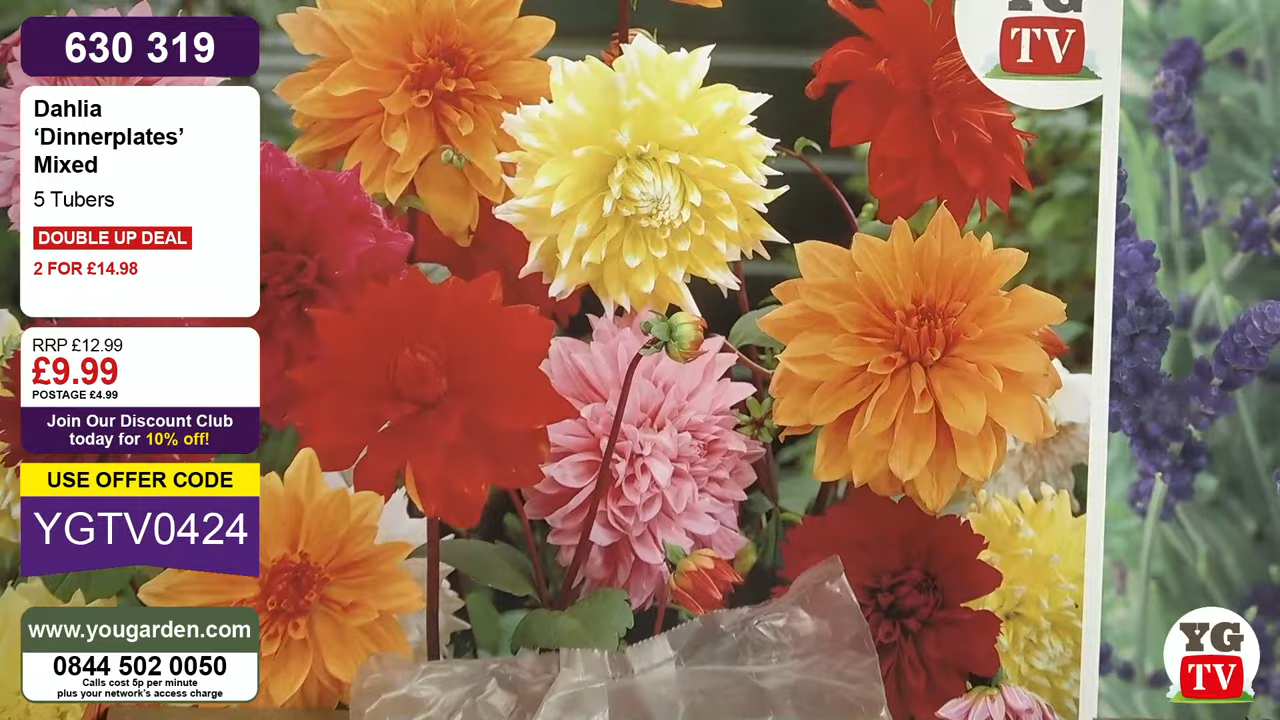 630 319
Dahlia
‘Dinnerplates’
Mixed
5 Tubers
DOUBLE UP DEAL
2 FOR £14.98
RRP £12.99
£9.99
POSTAGE £4.99
Join Our Discount Club
today for 10% off!
USE OFFER CODE
YGTV0424
www.yougarden.com
0844 502 0050
Calls cost 5p per minute
plus your network's access charge
YG
TV
YG
TV